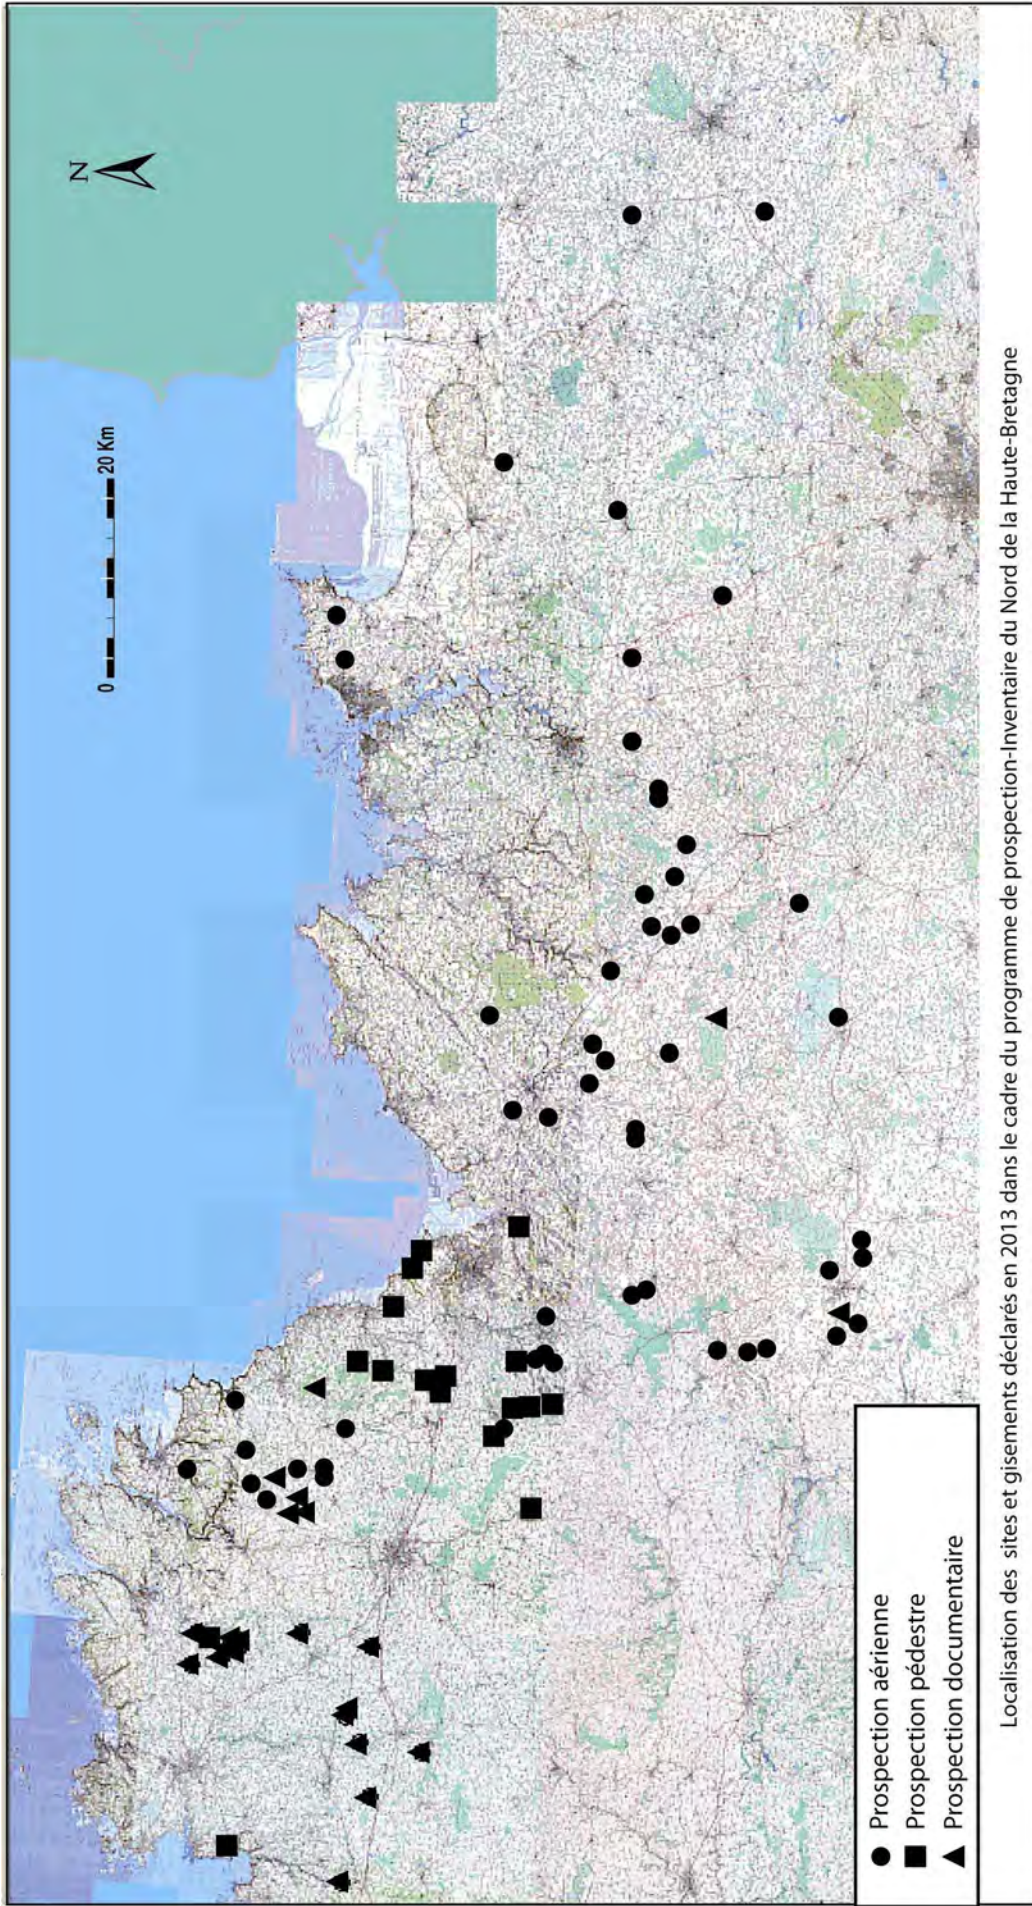 N
0 20 Km
Prospection aérienne
Prospection pédestre
Prospection documentaire
Localisation des sites et gisements déclarés en 2013 dans le cadre du programme de prospection-Inventaire du Nord de la Haute-Bretagne